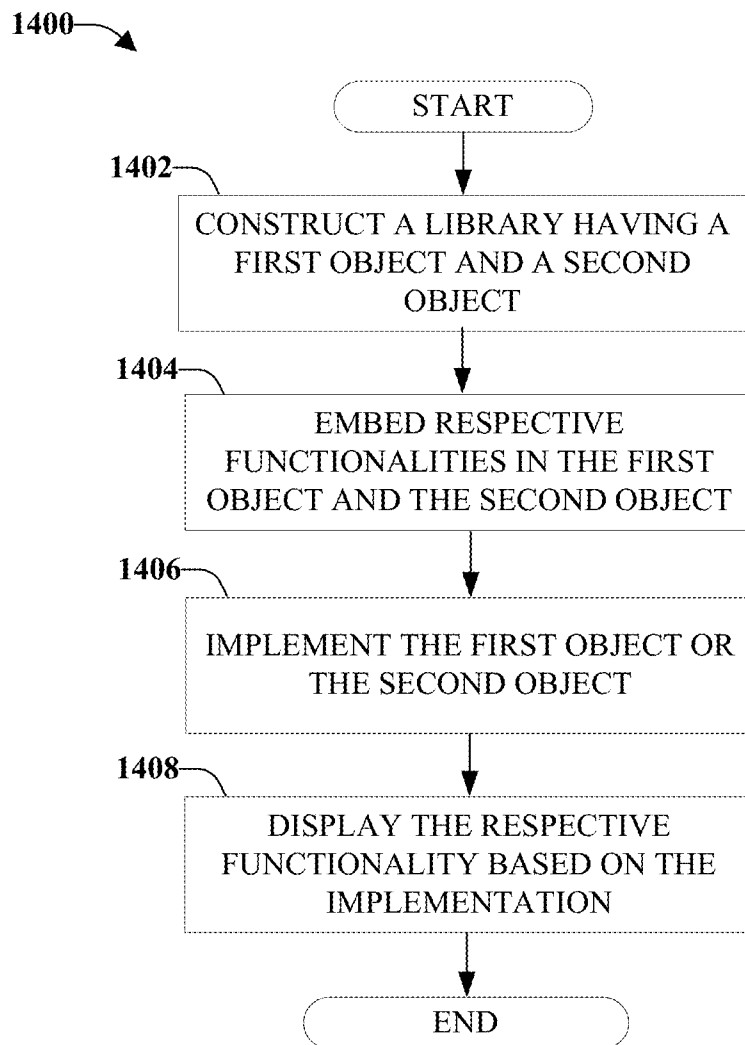 1400
START
1402
CONSTRUCT A LIBRARY HAVING A
FIRST OBJECT AND A SECOND
OBJECT
1404
EMBED RESPECTIVE
FUNCTIONALITIES IN THE FIRST
OBJECT AND THE SECOND OBJECT
1406
IMPLEMENT THE FIRST OBJECT OR
THE SECOND OBJECT
1408
DISPLAY THE RESPECTIVE
FUNCTIONALITY BASED ON THE
IMPLEMENTATION
END